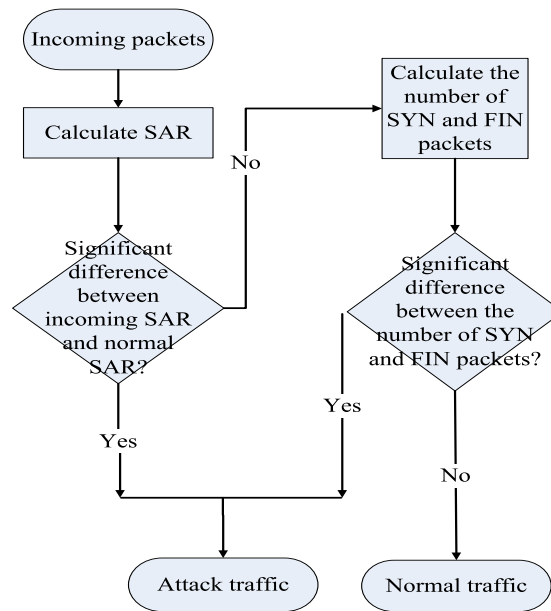 Incoming packets
Calculate SAR
Significant
difference
between
incoming SAR
and normal
SAR?
No
Calculate the
number of
SYN and FIN
packets
Significant
difference
between the
number of SYN
and FIN packets?
Yes
Yes
No
Attack traffic
Normal traffic